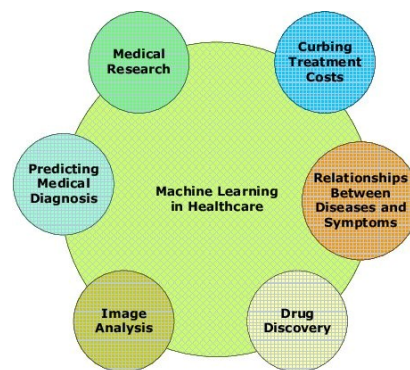 Medical
Research
Curbing
Treatment
Costs
Predicting
Medical
Diagnosis
Machine Learning
in Healthcare
Relationships
Between
Diseases and
Symptoms
Image
Analysis
Drug
Discovery